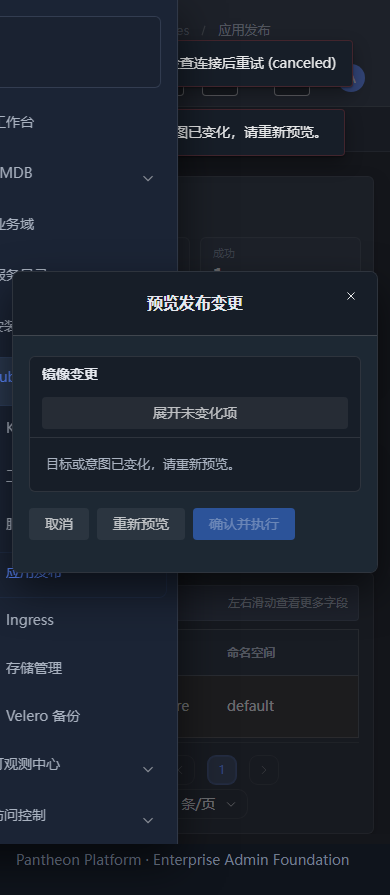 es / 应用发布
查连接后重试 (canceled)
工作台
图已变化，请重新预览。
MDB
业务域
成功
预览发布变更
镜像变更
展开未变化项
目标或意图已变化，请重新预览。
取消 重新预览 确认并执行
应用发布
左右滑动查看更多字段
Ingress
命名空间
存储管理
re default
Velero 备份
可观测中心
1
条/页
访问控制
Pantheon Platform · Enterprise Admin Foundation